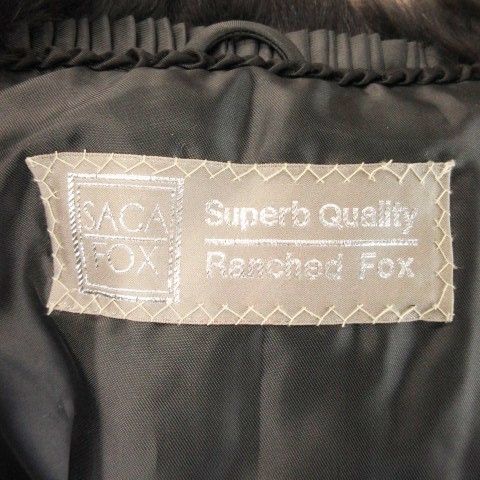 SAGA
FOX
Superb Quality
Ranched Fox